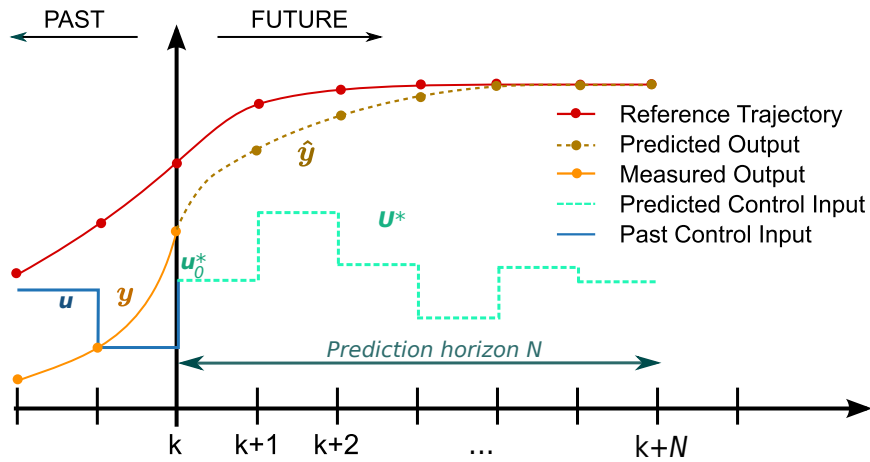 PAST
FUTURE
Reference Trajectory
Predicted Output
ŷ
Measured Output
Predicted Control Input
U*
Past Control Input
u₀*
u
y
Prediction horizon N
k
k+1
k+2
...
k+N